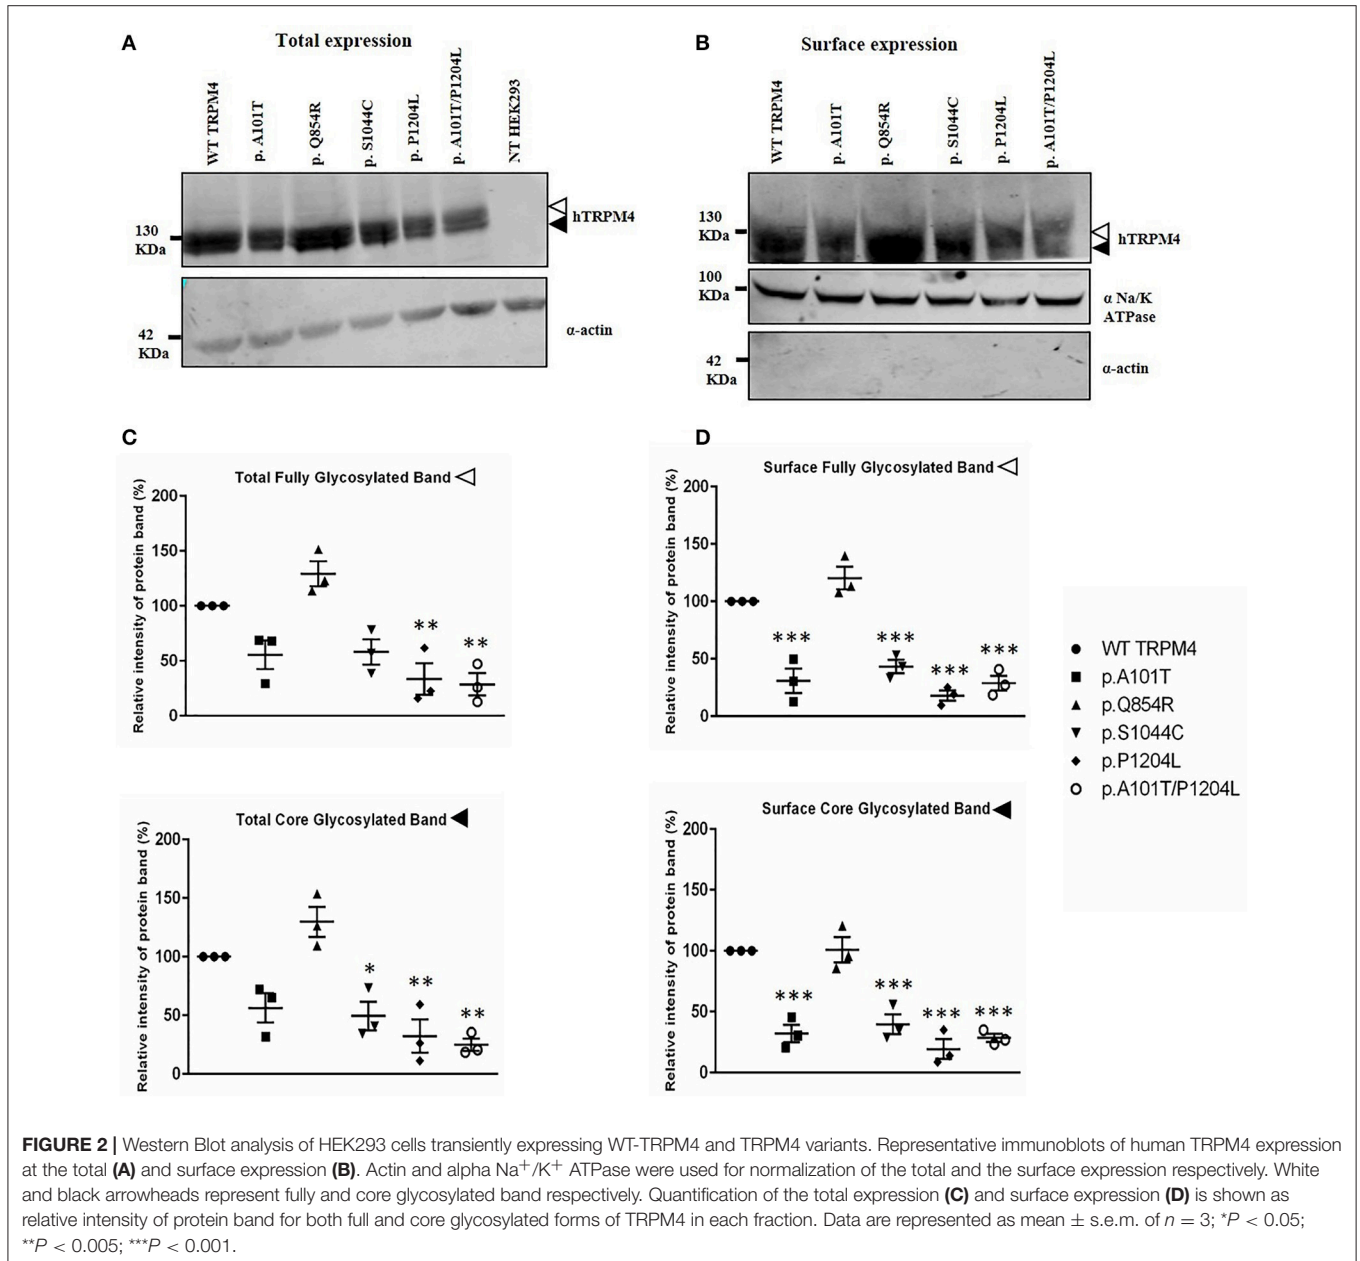 A
Total expression
WT TRPM4
p. A101T
p. Q854R
p. S1044C
p. P1204L
p. A101T/P1204L
NT HEK293
130
KDa
hTRPM4
42
KDa
α-actin
B
Surface expression
WT TRPM4
p. A101T
p. Q854R
p. S1044C
p. P1204L
p. A101T/P1204L
130
KDa
hTRPM4
100
KDa
α Na/K
ATPase
42
KDa
α-actin
C
Total Fully Glycosylated Band
Relative intensity of protein band (%)
200
150
100
50
0
**
**
Total Core Glycosylated Band
Relative intensity of protein band (%)
200
150
100
50
0
*
**
**
D
Surface Fully Glycosylated Band
Relative intensity of protein band (%)
200
150
100
50
0
***
***
***
***
Surface Core Glycosylated Band
Relative intensity of protein band (%)
200
150
100
50
0
***
***
***
***
WT TRPM4
p.A101T
p.Q854R
p.S1044C
p.P1204L
p.A101T/P1204L
FIGURE 2 | Western Blot analysis of HEK293 cells transiently expressing WT-TRPM4 and TRPM4 variants. Representative immunoblots of human TRPM4 expression
at the total (A) and surface expression (B). Actin and alpha Na+/K+ ATPase were used for normalization of the total and the surface expression respectively. White
and black arrowheads represent fully and core glycosylated band respectively. Quantification of the total expression (C) and surface expression (D) is shown as
relative intensity of protein band for both full and core glycosylated forms of TRPM4 in each fraction. Data are represented as mean ± s.e.m. of n = 3; *P < 0.05;
**P < 0.005; ***P < 0.001.